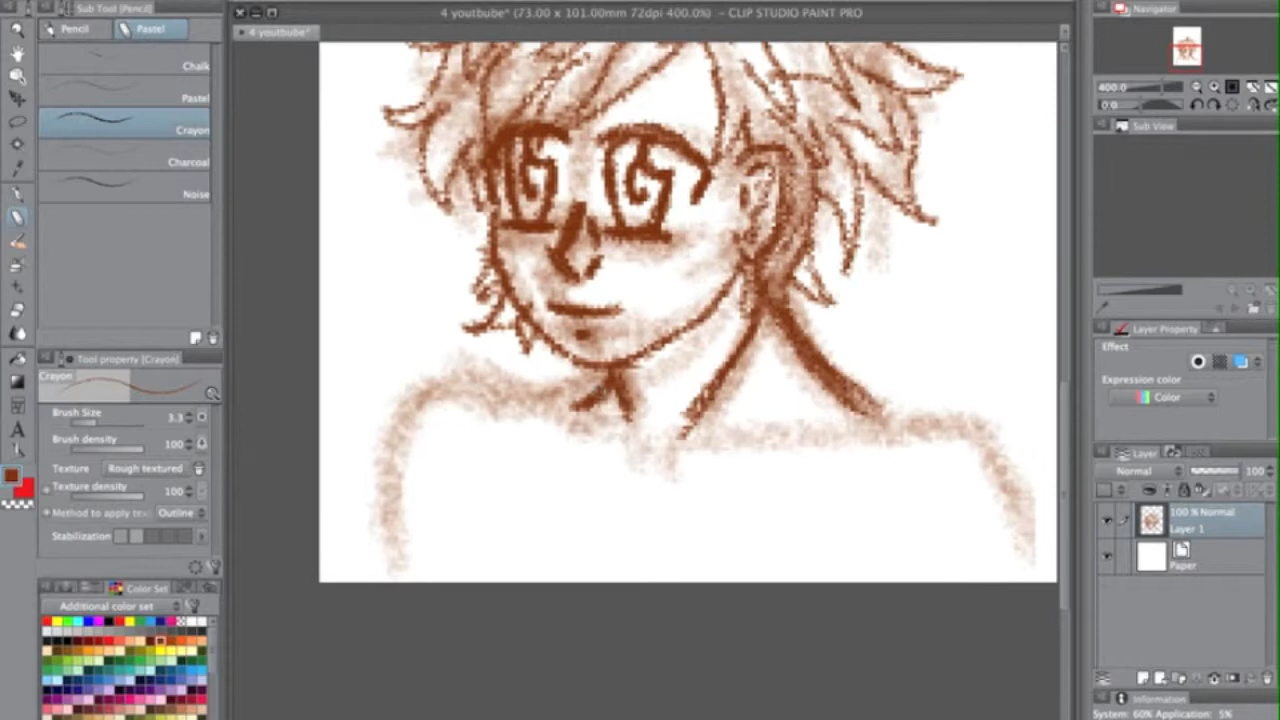 Sub Tool [Pencil]
4 youtbube* (73.00 x 101.00mm 72dpi 400.0%) - CLIP STUDIO PAINT PRO
Navigator
Pencil
Pastel
4 youtbube*
Chalk
Pastel
Crayon
Charcoal
Noise
400.0
0.0
Sub View
Layer Property
Effect
Expression color
Color
Tool property [Crayon]
Crayon
Brush Size
3.3
Brush density
100
Texture
Rough textured
Texture density
100
Method to apply
Outline
Stabilization
Color Set
Additional color set
Layer
Normal
100
100 % Normal
Layer 1
Paper
Information
System: 60% Application: 5%